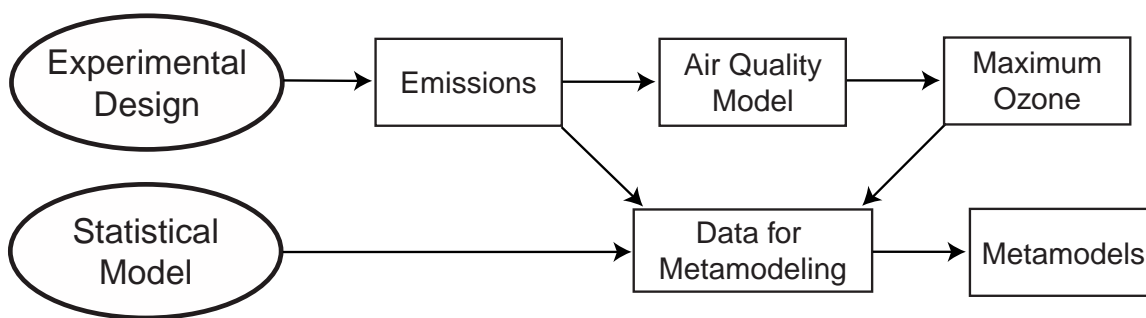 Experimental
Design
Emissions
Air Quality
Model
Maximum
Ozone
Statistical
Model
Data for
Metamodeling
Metamodels